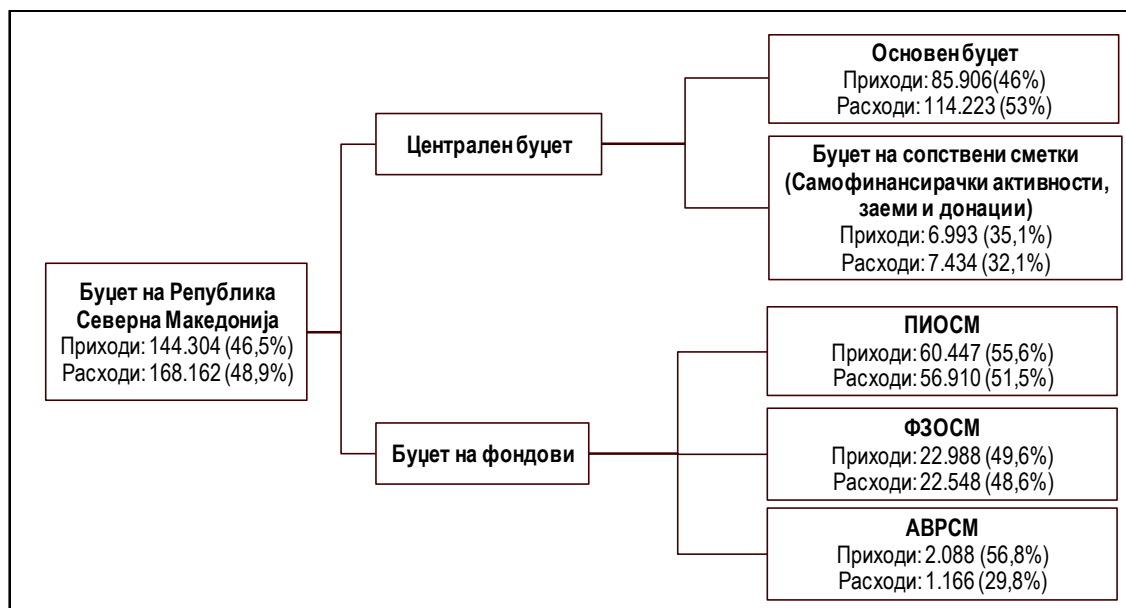 Основен буџет
Приходи: 85.906(46%)
Расходи: 114.223 (53%)
Централен буџет
Буџет на сопствени сметки
(Самофинансирачки активности,
заеми и донации)
Приходи: 6.993 (35,1%)
Расходи: 7.434 (32,1%)
Буџет на Република
Северна Македонија
Приходи: 144.304 (46,5%)
Расходи: 168.162 (48,9%)
ПИОСМ
Приходи: 60.447 (55,6%)
Расходи: 56.910 (51,5%)
Буџет на фондови
ФЗОСМ
Приходи: 22.988 (49,6%)
Расходи: 22.548 (48,6%)
АВРСМ
Приходи: 2.088 (56,8%)
Расходи: 1.166 (29,8%)